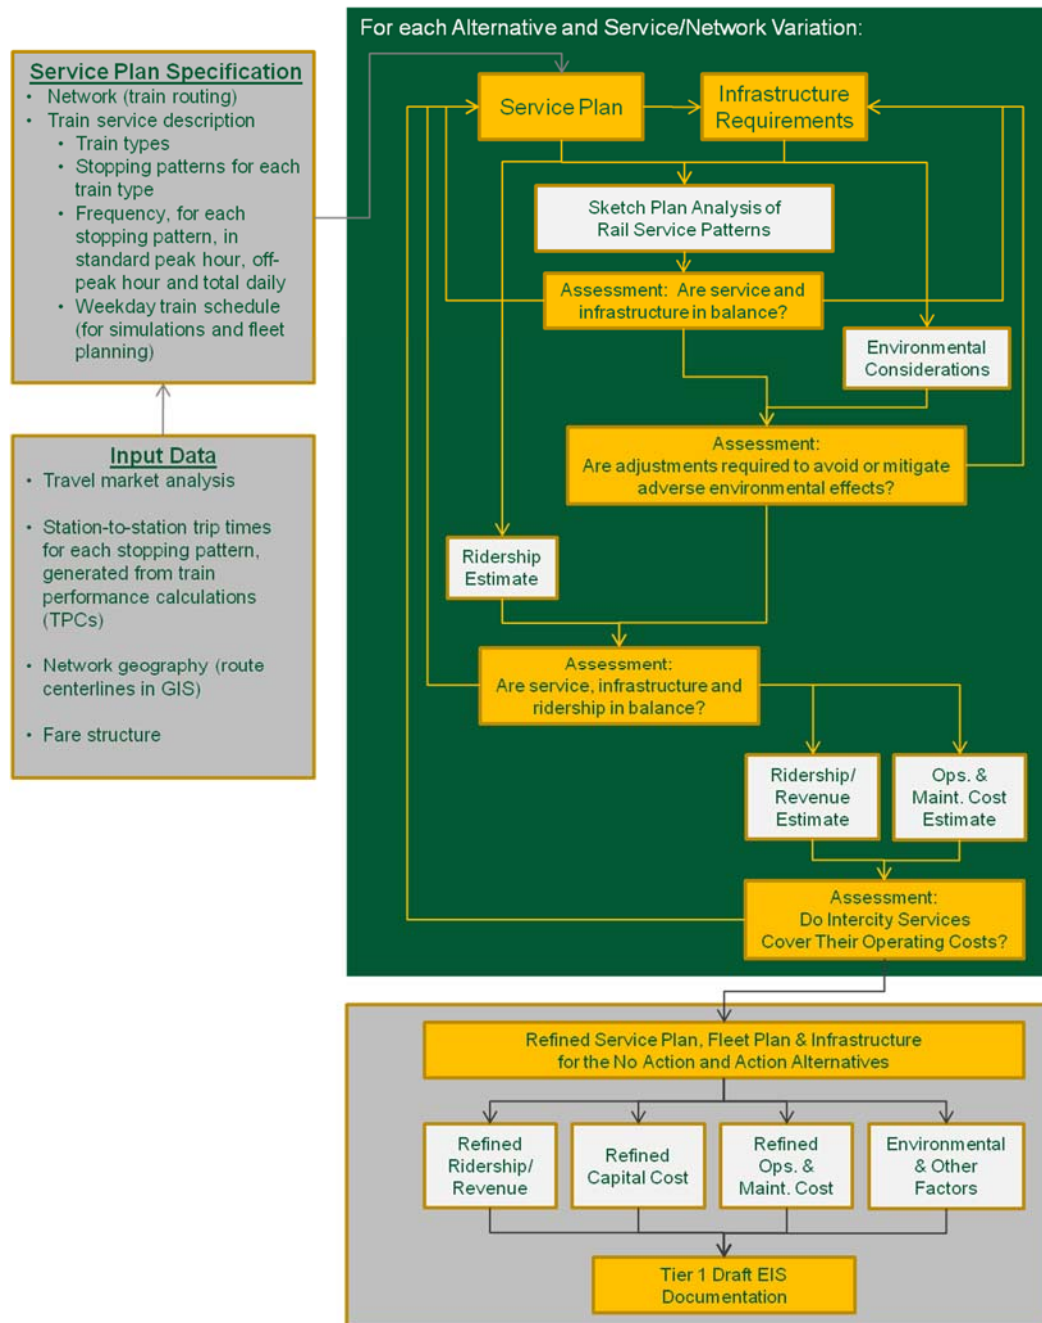 For each Alternative and Service/Network Variation:
Service Plan Specification
• Network (train routing)
• Train service description
• Train types
• Stopping patterns for each
train type
• Frequency, for each
stopping pattern, in
standard peak hour, off-
peak hour and total daily
• Weekday train schedule
(for simulations and fleet
planning)
Input Data
• Travel market analysis
• Station-to-station trip times
for each stopping pattern,
generated from train
performance calculations
(TPCs)
• Network geography (route
centerlines in GIS)
• Fare structure
Service Plan
Infrastructure
Requirements
Sketch Plan Analysis of
Rail Service Patterns
Assessment: Are service and
infrastructure in balance?
Environmental
Considerations
Assessment:
Are adjustments required to avoid or mitigate
adverse environmental effects?
Ridership
Estimate
Assessment:
Are service, infrastructure and
ridership in balance?
Ridership/
Revenue
Estimate
Ops. &
Maint. Cost
Estimate
Assessment:
Do Intercity Services
Cover Their Operating Costs?
Refined Service Plan, Fleet Plan & Infrastructure
for the No Action and Action Alternatives
Refined
Ridership/
Revenue
Refined
Capital Cost
Refined
Ops. &
Maint. Cost
Environmental
& Other
Factors
Tier 1 Draft EIS
Documentation